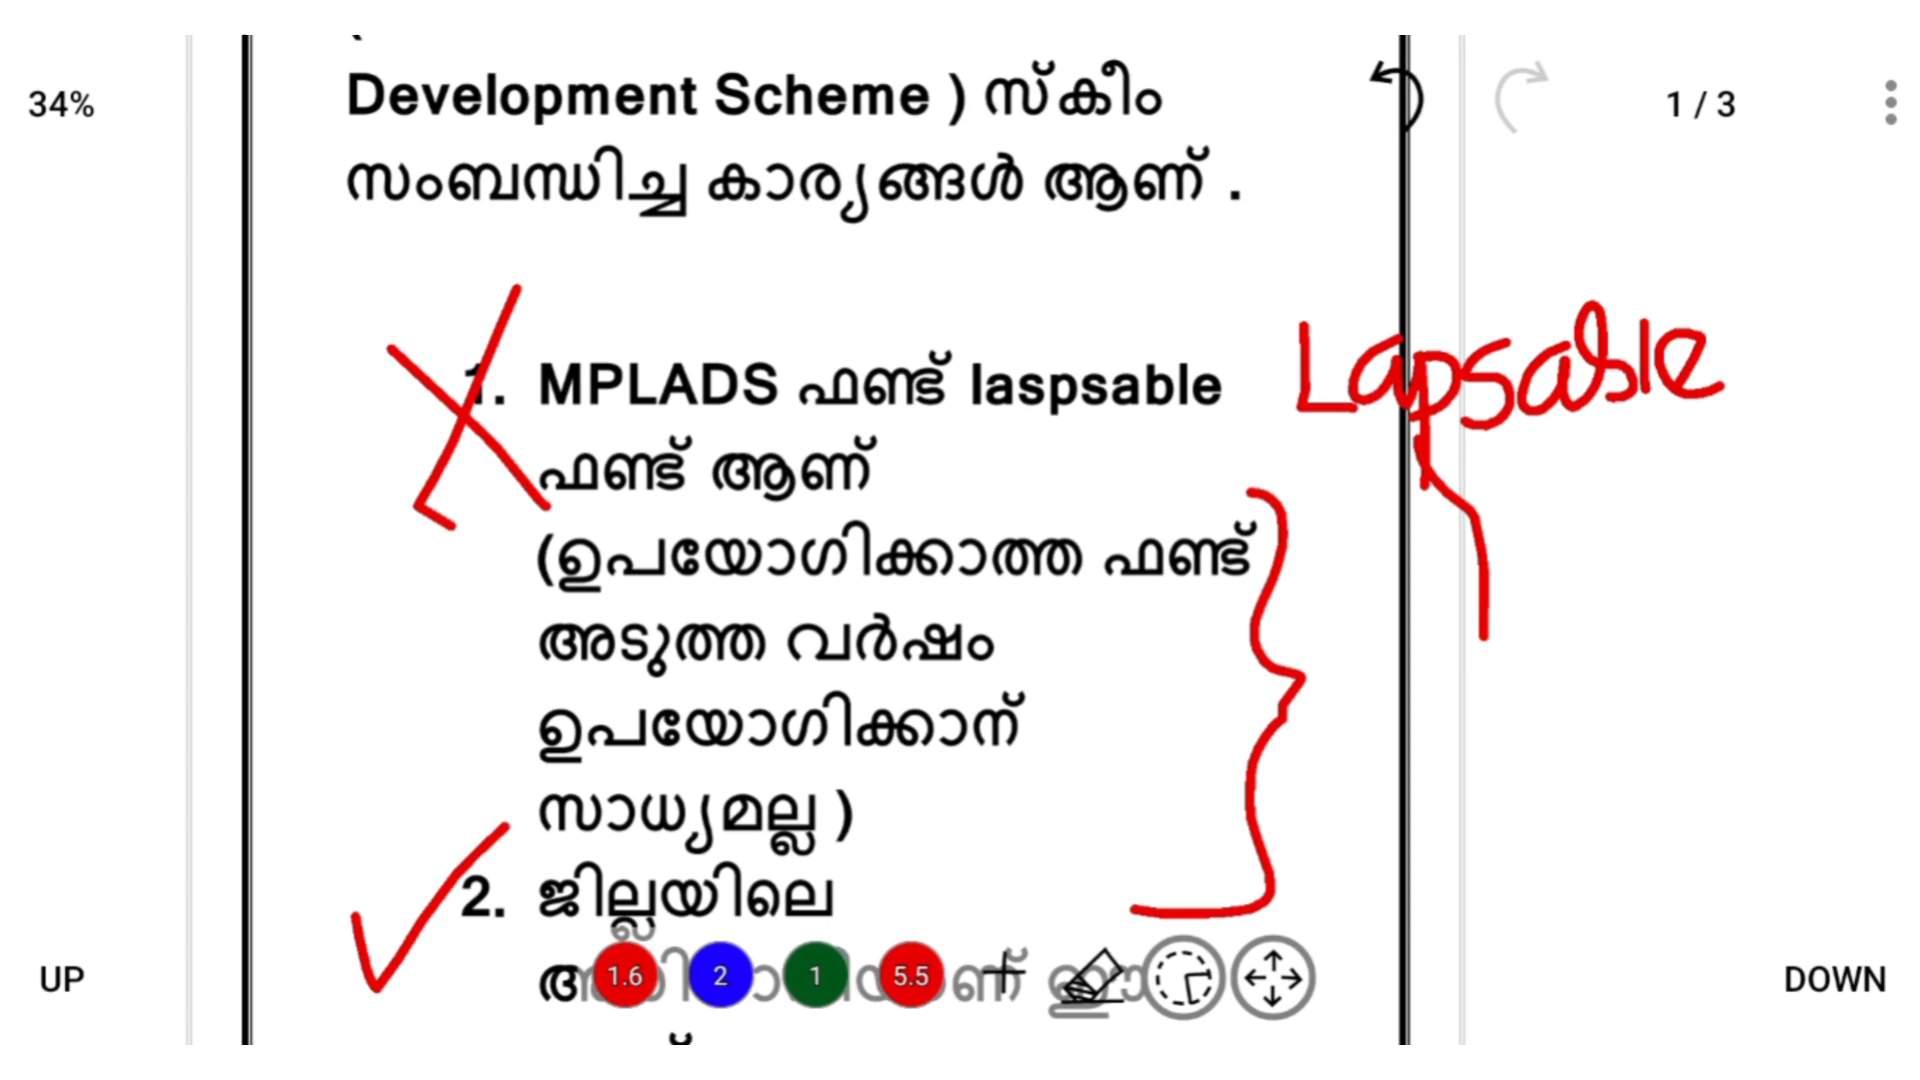 34%
Development Scheme ) സ്കീം
1 / 3
സംബന്ധിച്ച കാര്യങ്ങൾ ആണ് .
1. MPLADS ഫണ്ട് laspsable
Lapsable
ഫണ്ട് ആണ്
(ഉപയോഗിക്കാത്ത ഫണ്ട്
അടുത്ത വർഷം
ഉപയോഗിക്കാന്
സാധ്യമല്ല )
2. ജില്ലയിലെ
UP
1.6 2 1 5.5
DOWN